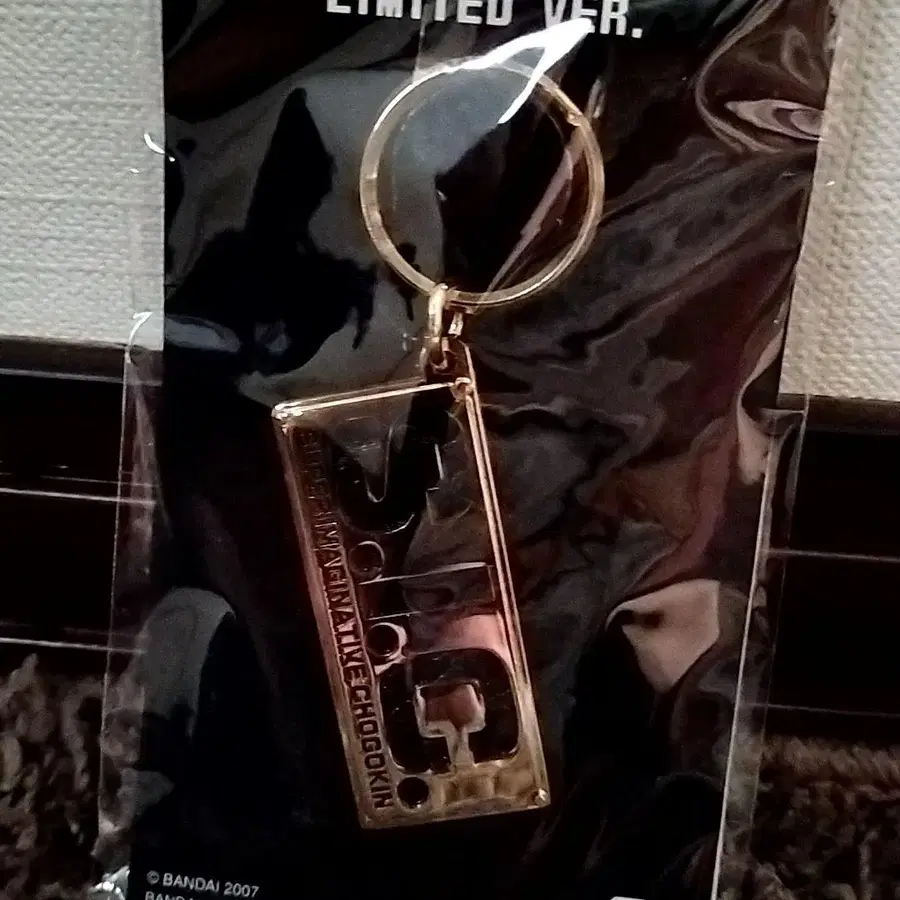 LIMITED VER.
S.I.C.
SUPER IMAGINATIVE CHOGOKIN
© BANDAI 2007